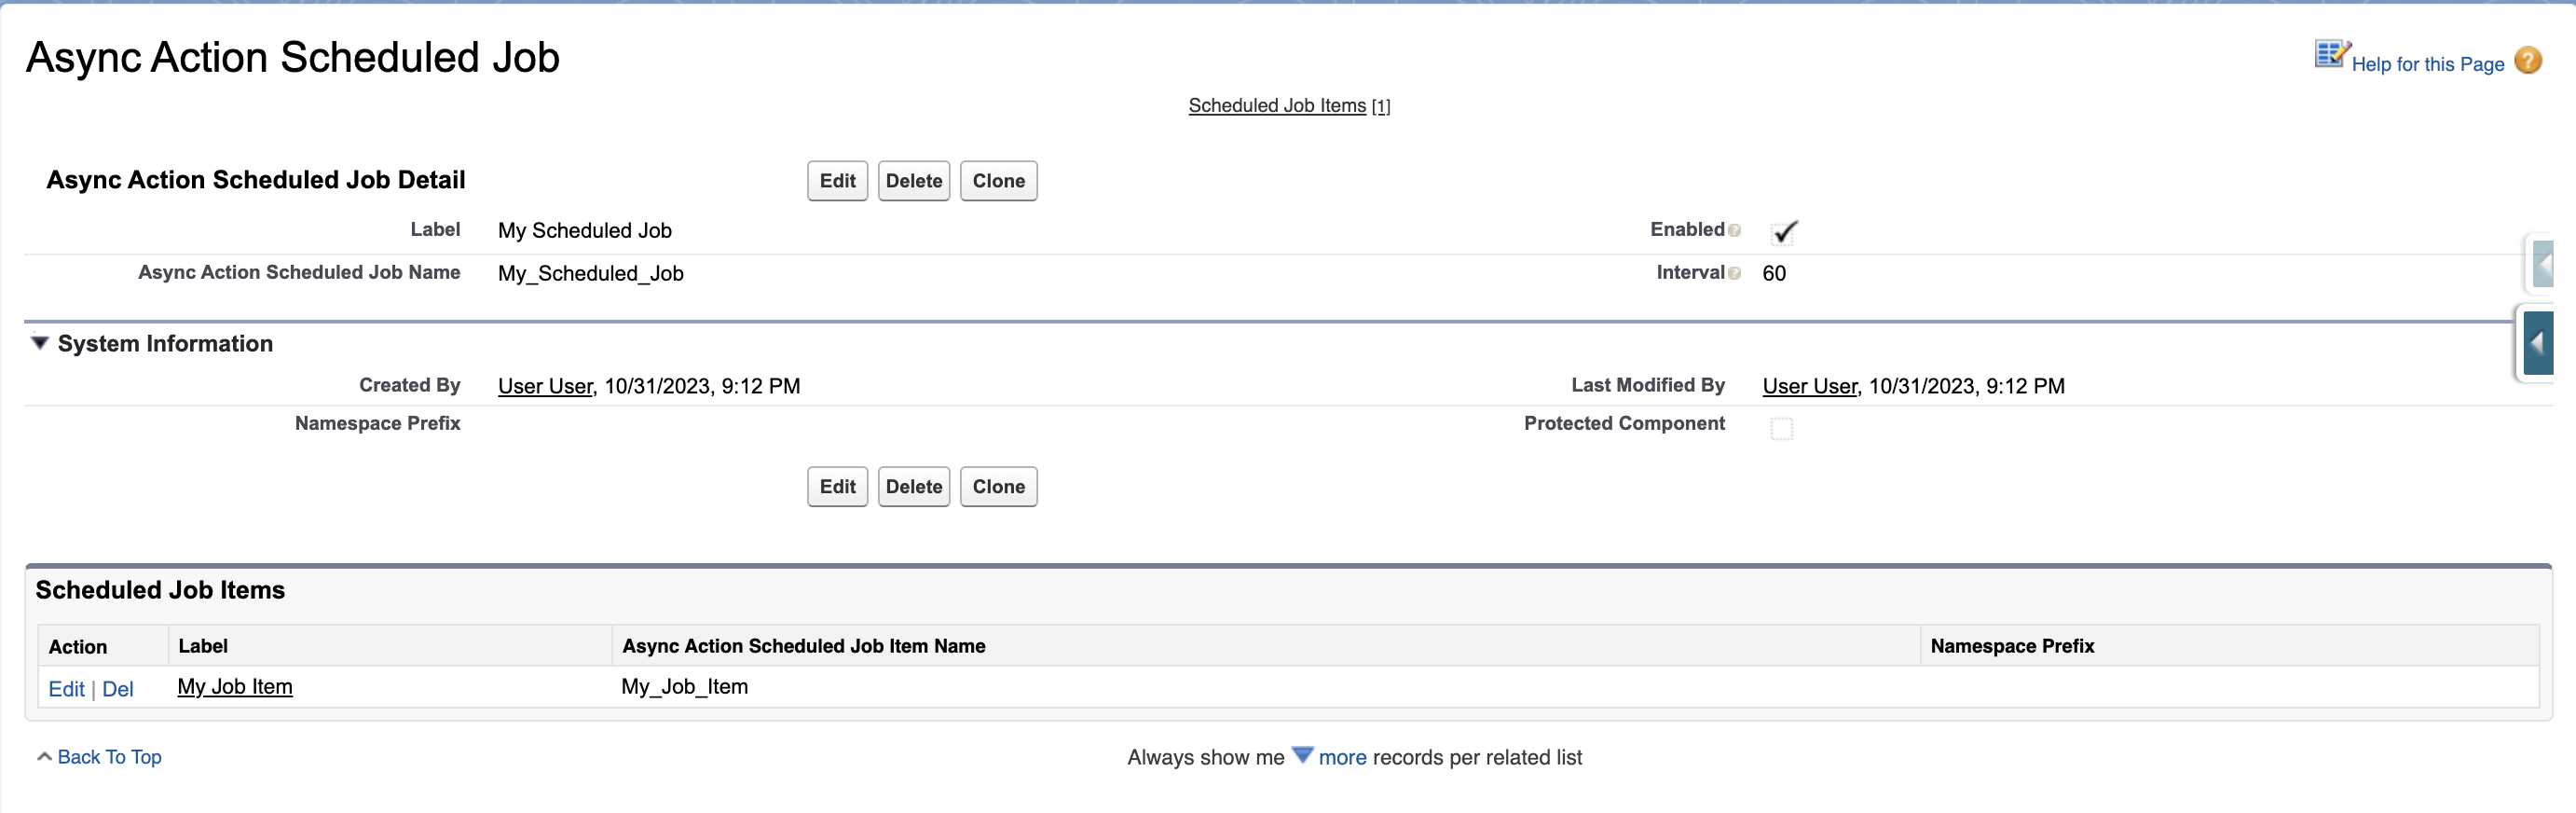 Async Action Scheduled Job
Help for this Page ?
Scheduled Job Items [1]
Async Action Scheduled Job Detail
Edit Delete Clone
Label My Scheduled Job Enabled ?
Async Action Scheduled Job Name My_Scheduled_Job Interval ? 60
System Information
Created By User User, 10/31/2023, 9:12 PM Last Modified By User User, 10/31/2023, 9:12 PM
Namespace Prefix Protected Component
Edit Delete Clone
Scheduled Job Items
Action Label Async Action Scheduled Job Item Name Namespace Prefix
Edit | Del My Job Item My_Job_Item
Back To Top Always show me more records per related list